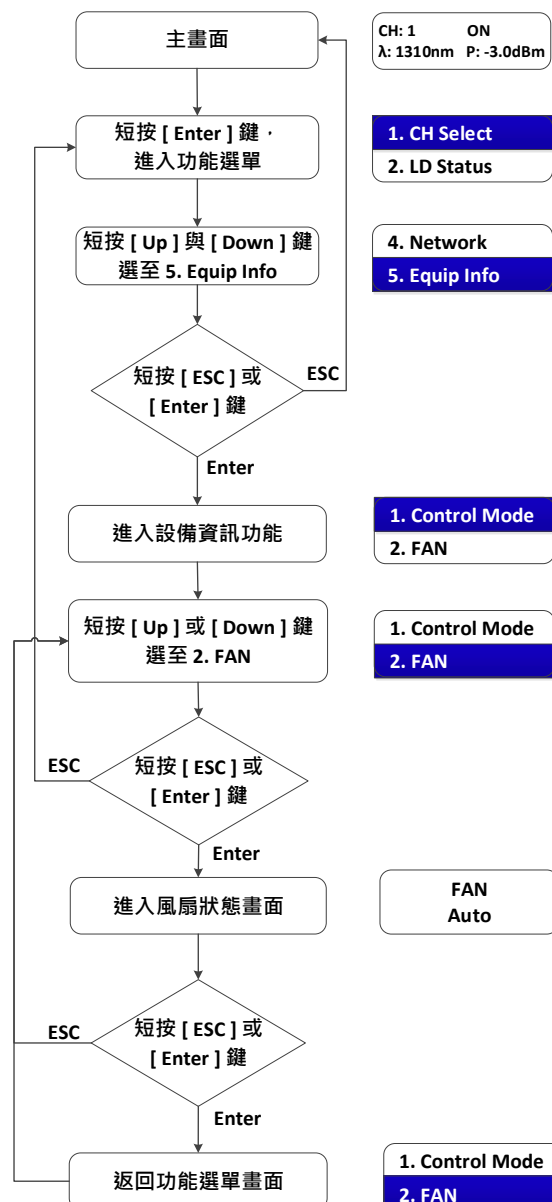 主畫面
CH: 1 ON
λ: 1310nm P: -3.0dBm
短按 [ Enter ] 鍵，
進入功能選單
1. CH Select
2. LD Status
短按 [ Up ] 與 [ Down ] 鍵
選至 5. Equip Info
4. Network
5. Equip Info
短按 [ ESC ] 或
[ Enter ] 鍵
ESC
Enter
進入設備資訊功能
1. Control Mode
2. FAN
短按 [ Up ] 或 [ Down ] 鍵
選至 2. FAN
1. Control Mode
2. FAN
ESC
短按 [ ESC ] 或
[ Enter ] 鍵
Enter
進入風扇狀態畫面
FAN
Auto
ESC
短按 [ ESC ] 或
[ Enter ] 鍵
Enter
返回功能選單畫面
1. Control Mode
2. FAN